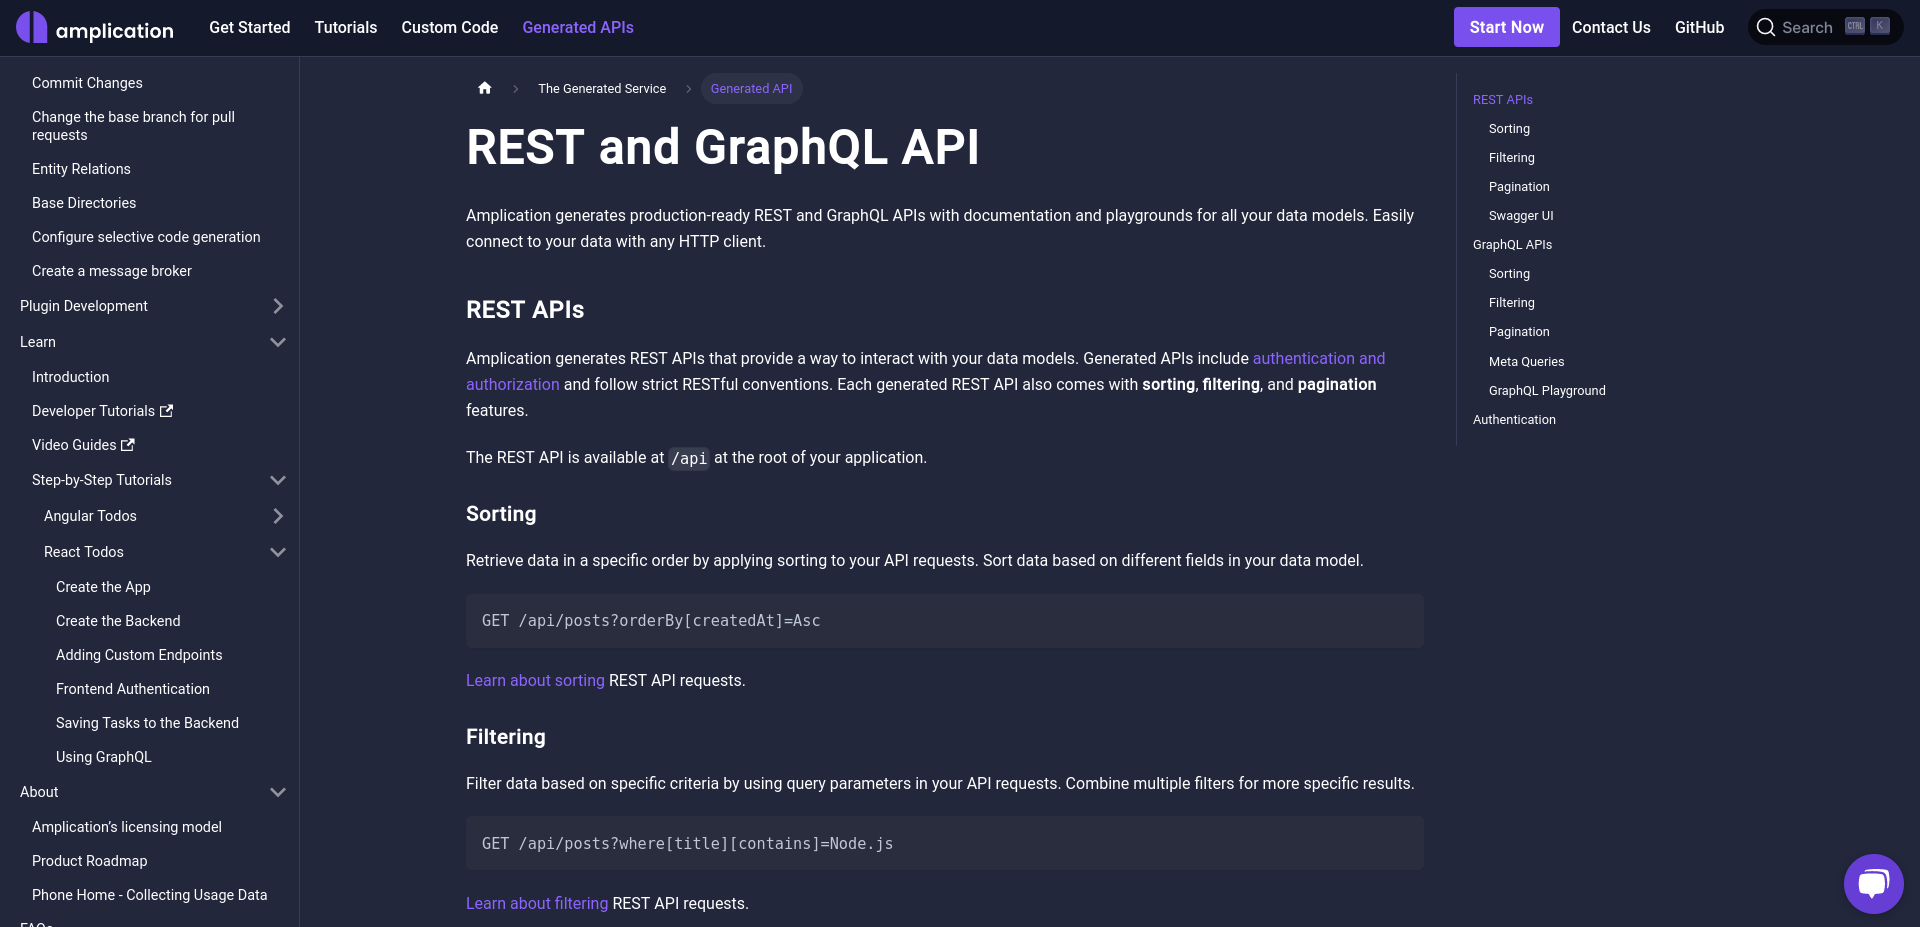 amplication
Get Started
Tutorials
Custom Code
Generated APIs
Start Now
Contact Us
GitHub
Search CTRL K
Commit Changes
Change the base branch for pull
requests
Entity Relations
Base Directories
Configure selective code generation
Create a message broker
Plugin Development
Learn
Introduction
Developer Tutorials
Video Guides
Step-by-Step Tutorials
Angular Todos
React Todos
Create the App
Create the Backend
Adding Custom Endpoints
Frontend Authentication
Saving Tasks to the Backend
Using GraphQL
About
Amplication’s licensing model
Product Roadmap
Phone Home - Collecting Usage Data
The Generated Service
Generated API
REST and GraphQL API
Amplication generates production-ready REST and GraphQL APIs with documentation and playgrounds for all your data models. Easily
connect to your data with any HTTP client.
REST APIs
Amplication generates REST APIs that provide a way to interact with your data models. Generated APIs include authentication and
authorization and follow strict RESTful conventions. Each generated REST API also comes with sorting, filtering, and pagination
features.
The REST API is available at /api at the root of your application.
Sorting
Retrieve data in a specific order by applying sorting to your API requests. Sort data based on different fields in your data model.
GET /api/posts?orderBy[createdAt]=Asc
Learn about sorting REST API requests.
Filtering
Filter data based on specific criteria by using query parameters in your API requests. Combine multiple filters for more specific results.
GET /api/posts?where[title][contains]=Node.js
Learn about filtering REST API requests.
REST APIs
Sorting
Filtering
Pagination
Swagger UI
GraphQL APIs
Sorting
Filtering
Pagination
Meta Queries
GraphQL Playground
Authentication